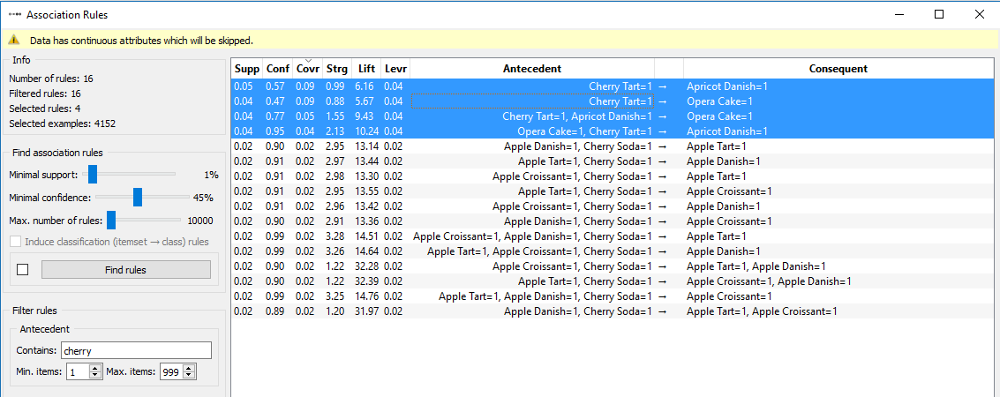 Association Rules
Data has continuous attributes which will be skipped.
Info
Number of rules: 16
Filtered rules: 16
Selected rules: 4
Selected examples: 4152
Find association rules
Minimal support: 1%
Minimal confidence: 45%
Max. number of rules: 10000
Induce classification (itemset → class) rules
Find rules
Filter rules
Antecedent
Contains: cherry
Min. items: 1 Max. items: 999
Supp Conf Covr Strg Lift Levr Antecedent Consequent
0.05 0.57 0.09 0.99 6.16 0.04 Cherry Tart=1 → Apricot Danish=1
0.04 0.47 0.09 0.88 5.67 0.04 Cherry Tart=1 → Opera Cake=1
0.04 0.77 0.05 1.55 9.43 0.04 Cherry Tart=1, Apricot Danish=1 → Opera Cake=1
0.04 0.95 0.04 2.13 10.24 0.04 Opera Cake=1, Cherry Tart=1 → Apricot Danish=1
0.02 0.90 0.02 2.95 13.14 0.02 Apple Danish=1, Cherry Soda=1 → Apple Tart=1
0.02 0.91 0.02 2.97 13.44 0.02 Apple Tart=1, Cherry Soda=1 → Apple Danish=1
0.02 0.91 0.02 2.98 13.30 0.02 Apple Croissant=1, Cherry Soda=1 → Apple Tart=1
0.02 0.91 0.02 2.95 13.55 0.02 Apple Tart=1, Cherry Soda=1 → Apple Croissant=1
0.02 0.91 0.02 2.96 13.42 0.02 Apple Croissant=1, Cherry Soda=1 → Apple Danish=1
0.02 0.90 0.02 2.91 13.36 0.02 Apple Danish=1, Cherry Soda=1 → Apple Croissant=1
0.02 0.99 0.02 3.28 14.51 0.02 Apple Croissant=1, Apple Danish=1, Cherry Soda=1 → Apple Tart=1
0.02 0.99 0.02 3.26 14.64 0.02 Apple Tart=1, Apple Croissant=1, Cherry Soda=1 → Apple Danish=1
0.02 0.90 0.02 1.22 32.28 0.02 Apple Croissant=1, Cherry Soda=1 → Apple Tart=1, Apple Danish=1
0.02 0.90 0.02 1.22 32.39 0.02 Apple Tart=1, Cherry Soda=1 → Apple Croissant=1, Apple Danish=1
0.02 0.99 0.02 3.25 14.76 0.02 Apple Tart=1, Apple Danish=1, Cherry Soda=1 → Apple Croissant=1
0.02 0.89 0.02 1.20 31.97 0.02 Apple Danish=1, Cherry Soda=1 → Apple Tart=1, Apple Croissant=1